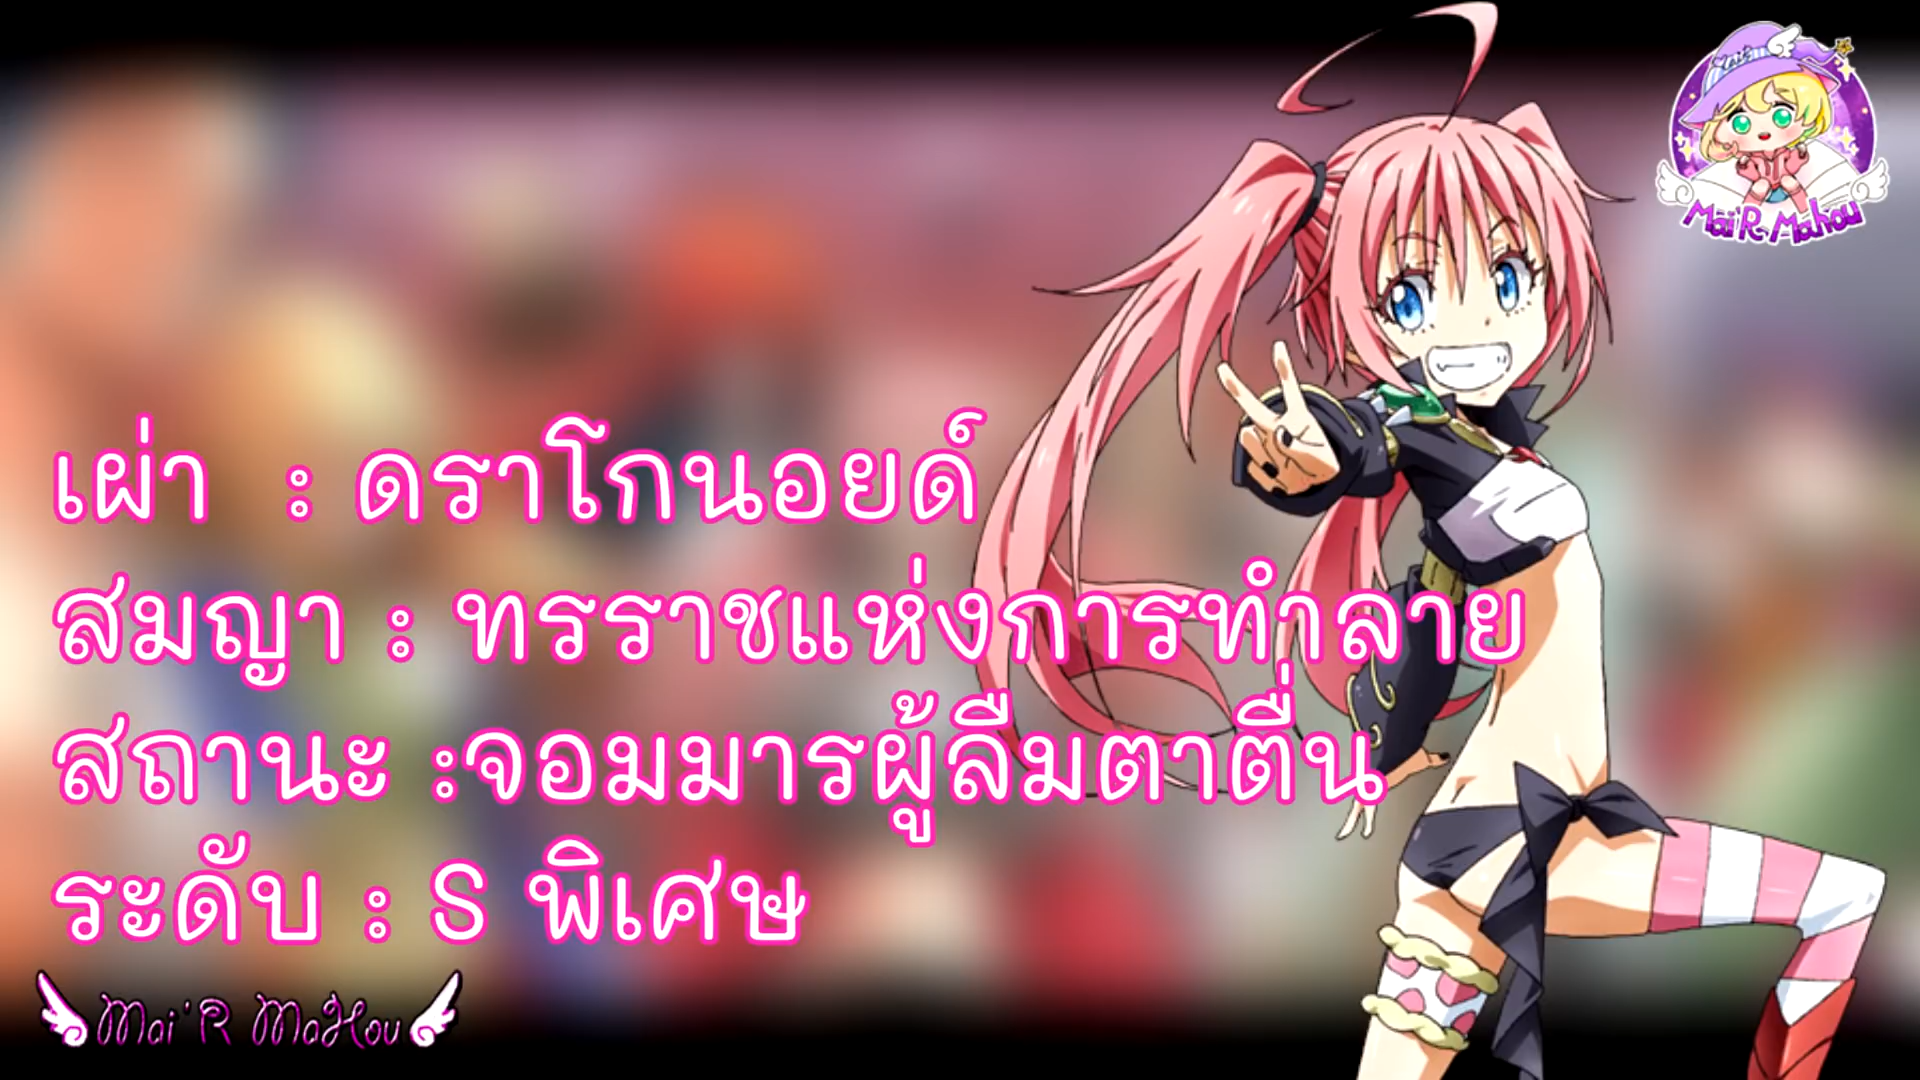 Mai'R Mahou
เผ่า : ดราโกนอยด์
สมญา : ทรราชแห่งการทำลาย
สถานะ :จอมมารผู้ลืมตาตื่น
ระดับ : S พิเศษ
Mai'R MaHou